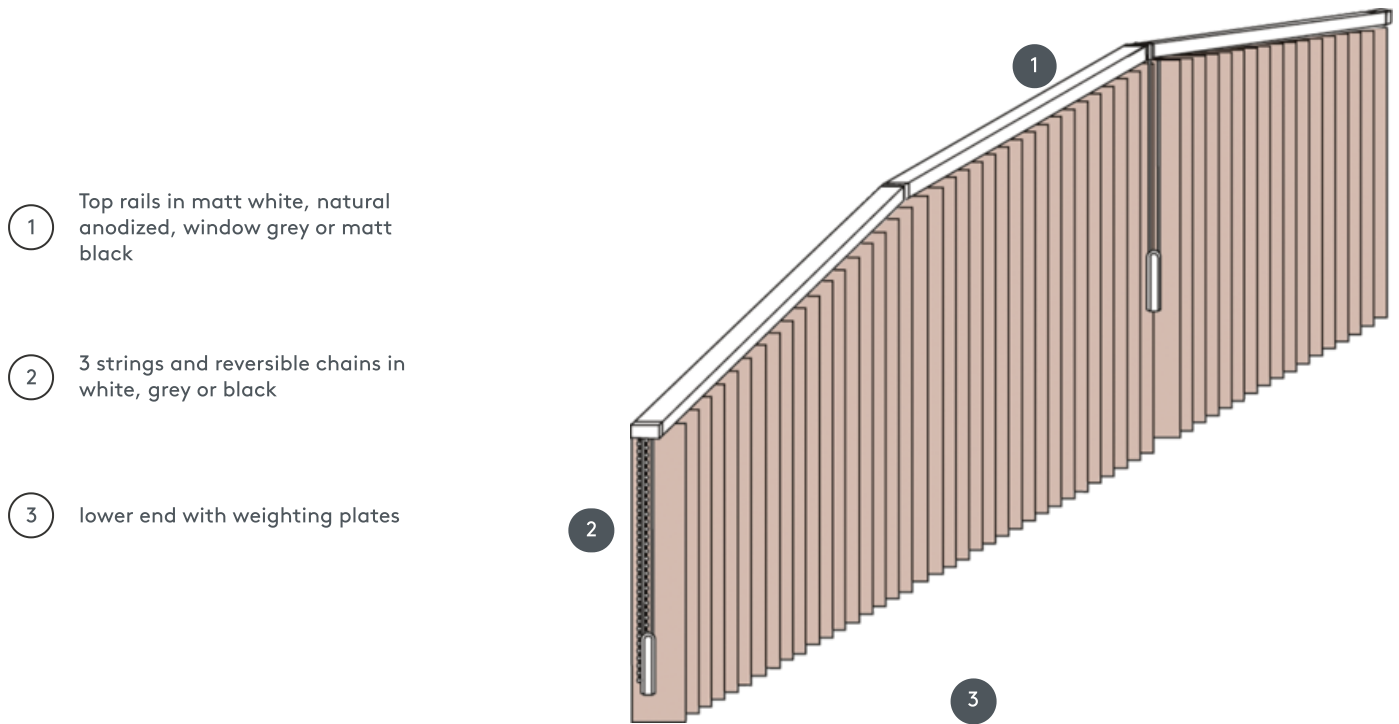 1
Top rails in matt white, natural
anodized, window grey or matt
black
2
3 strings and reversible chains in
white, grey or black
3
lower end with weighting plates
1
2
3